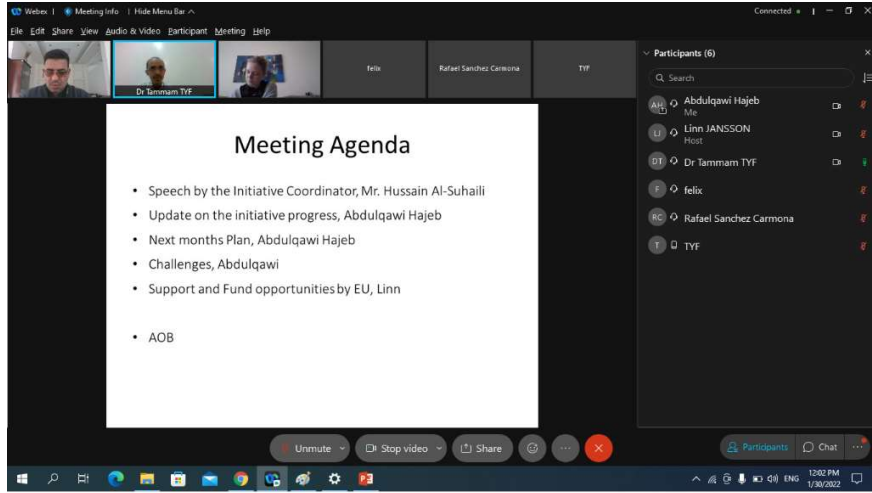 Webex | Meeting Info | Hide Menu Bar
Connected
File Edit Share View Audio & Video Participant Meeting Help
Dr Tammam TYF
felix
Rafael Sanchez Carmona
TYF
Meeting Agenda
• Speech by the Initiative Coordinator, Mr. Hussain Al-Suhaili
• Update on the initiative progress, Abdulqawi Hajeb
• Next months Plan, Abdulqawi Hajeb
• Challenges, Abdulqawi
• Support and Fund opportunities by EU, Linn
• AOB
Participants (6)
Search
AH Abdulqawi Hajeb
Me
LJ Linn JANSSON
Host
DT Dr Tammam TYF
F felix
RC Rafael Sanchez Carmona
T TYF
Unmute Stop video Share
Participants Chat
ENG
12:02 PM
1/30/2022